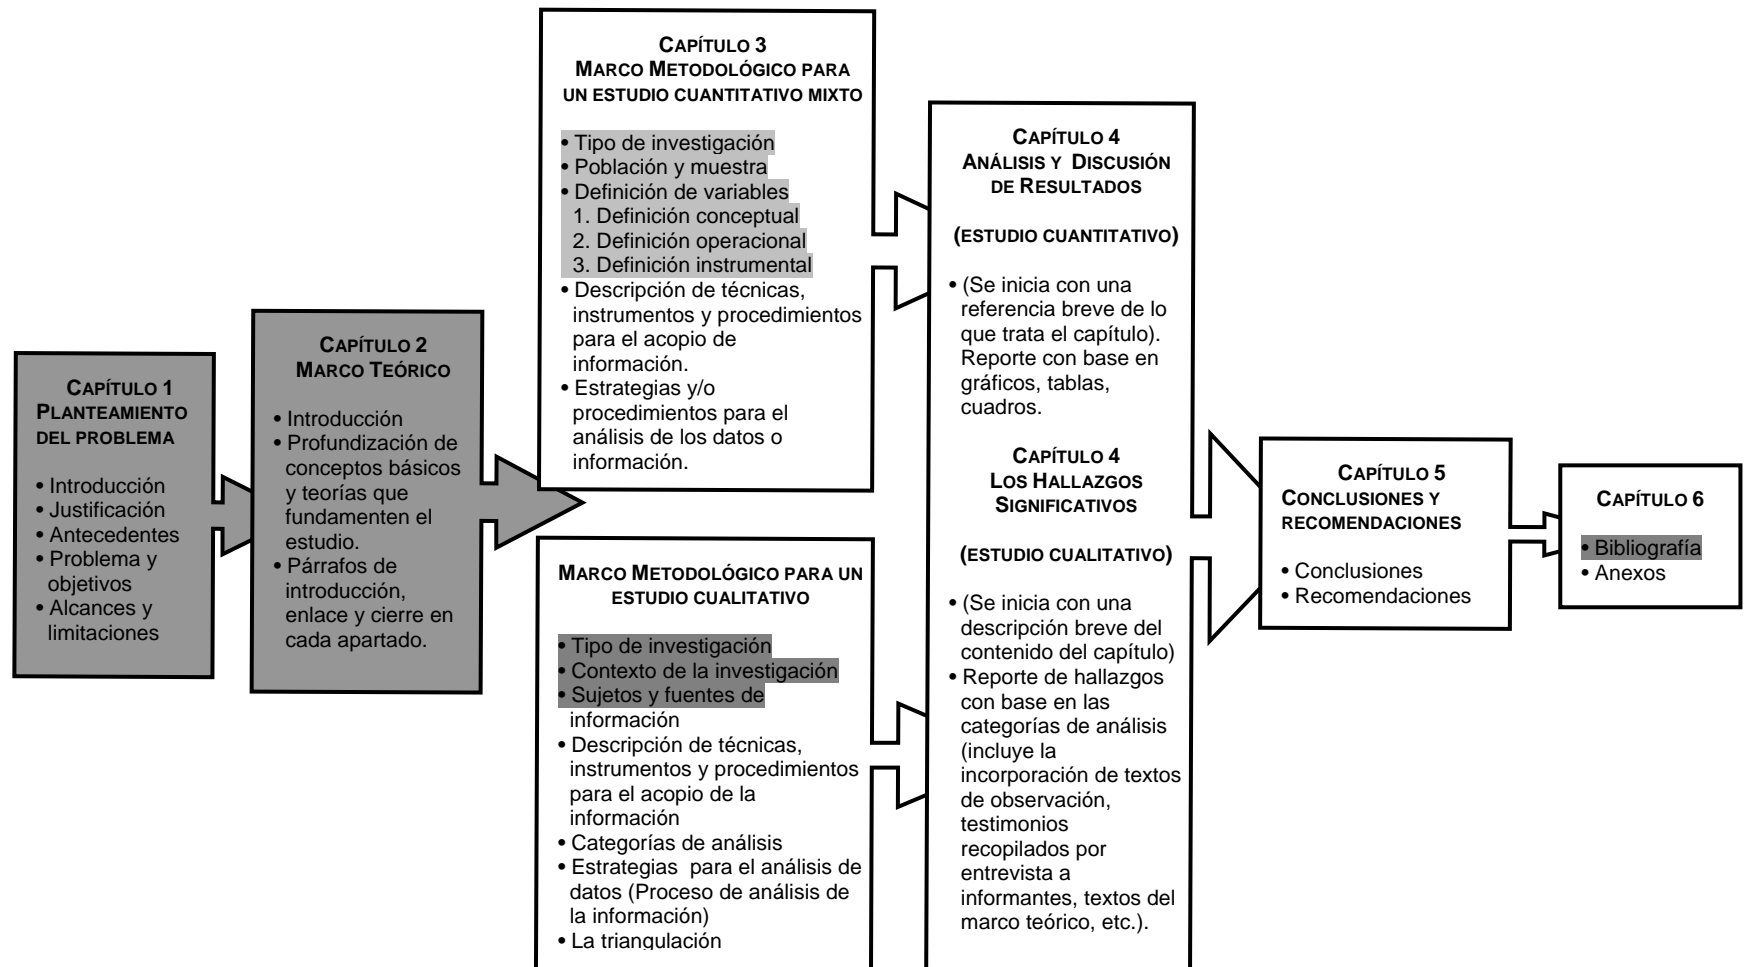 CAPÍTULO 1
PLANTEAMIENTO
DEL PROBLEMA
• Introducción
• Justificación
• Antecedentes
• Problema y
objetivos
• Alcances y
limitaciones
CAPÍTULO 2
MARCO TEÓRICO
• Introducción
• Profundización de
conceptos básicos
y teorías que
fundamenten el
estudio.
• Párrafos de
introducción,
enlace y cierre en
cada apartado.
CAPÍTULO 3
MARCO METODOLÓGICO PARA
UN ESTUDIO CUANTITATIVO MIXTO
• Tipo de investigación
• Población y muestra
• Definición de variables
1. Definición conceptual
2. Definición operacional
3. Definición instrumental
• Descripción de técnicas,
instrumentos y procedimientos
para el acopio de
información.
• Estrategias y/o
procedimientos para el
análisis de los datos o
información.
MARCO METODOLÓGICO PARA UN
ESTUDIO CUALITATIVO
• Tipo de investigación
• Contexto de la investigación
• Sujetos y fuentes de
información
• Descripción de técnicas,
instrumentos y procedimientos
para el acopio de la
información
• Categorías de análisis
• Estrategias para el análisis de
datos (Proceso de análisis de
la información)
• La triangulación
CAPÍTULO 4
ANÁLISIS Y DISCUSIÓN
DE RESULTADOS
(ESTUDIO CUANTITATIVO)
• (Se inicia con una
referencia breve de lo
que trata el capítulo).
Reporte con base en
gráficos, tablas,
cuadros.
CAPÍTULO 4
LOS HALLAZGOS
SIGNIFICATIVOS
(ESTUDIO CUALITATIVO)
• (Se inicia con una
descripción breve del
contenido del capítulo)
• Reporte de hallazgos
con base en las
categorías de análisis
(incluye la
incorporación de textos
de observación,
testimonios
recopilados por
entrevista a
informantes, textos del
marco teórico, etc.).
CAPÍTULO 5
CONCLUSIONES Y
RECOMENDACIONES
• Conclusiones
• Recomendaciones
CAPÍTULO 6
• Bibliografía
• Anexos